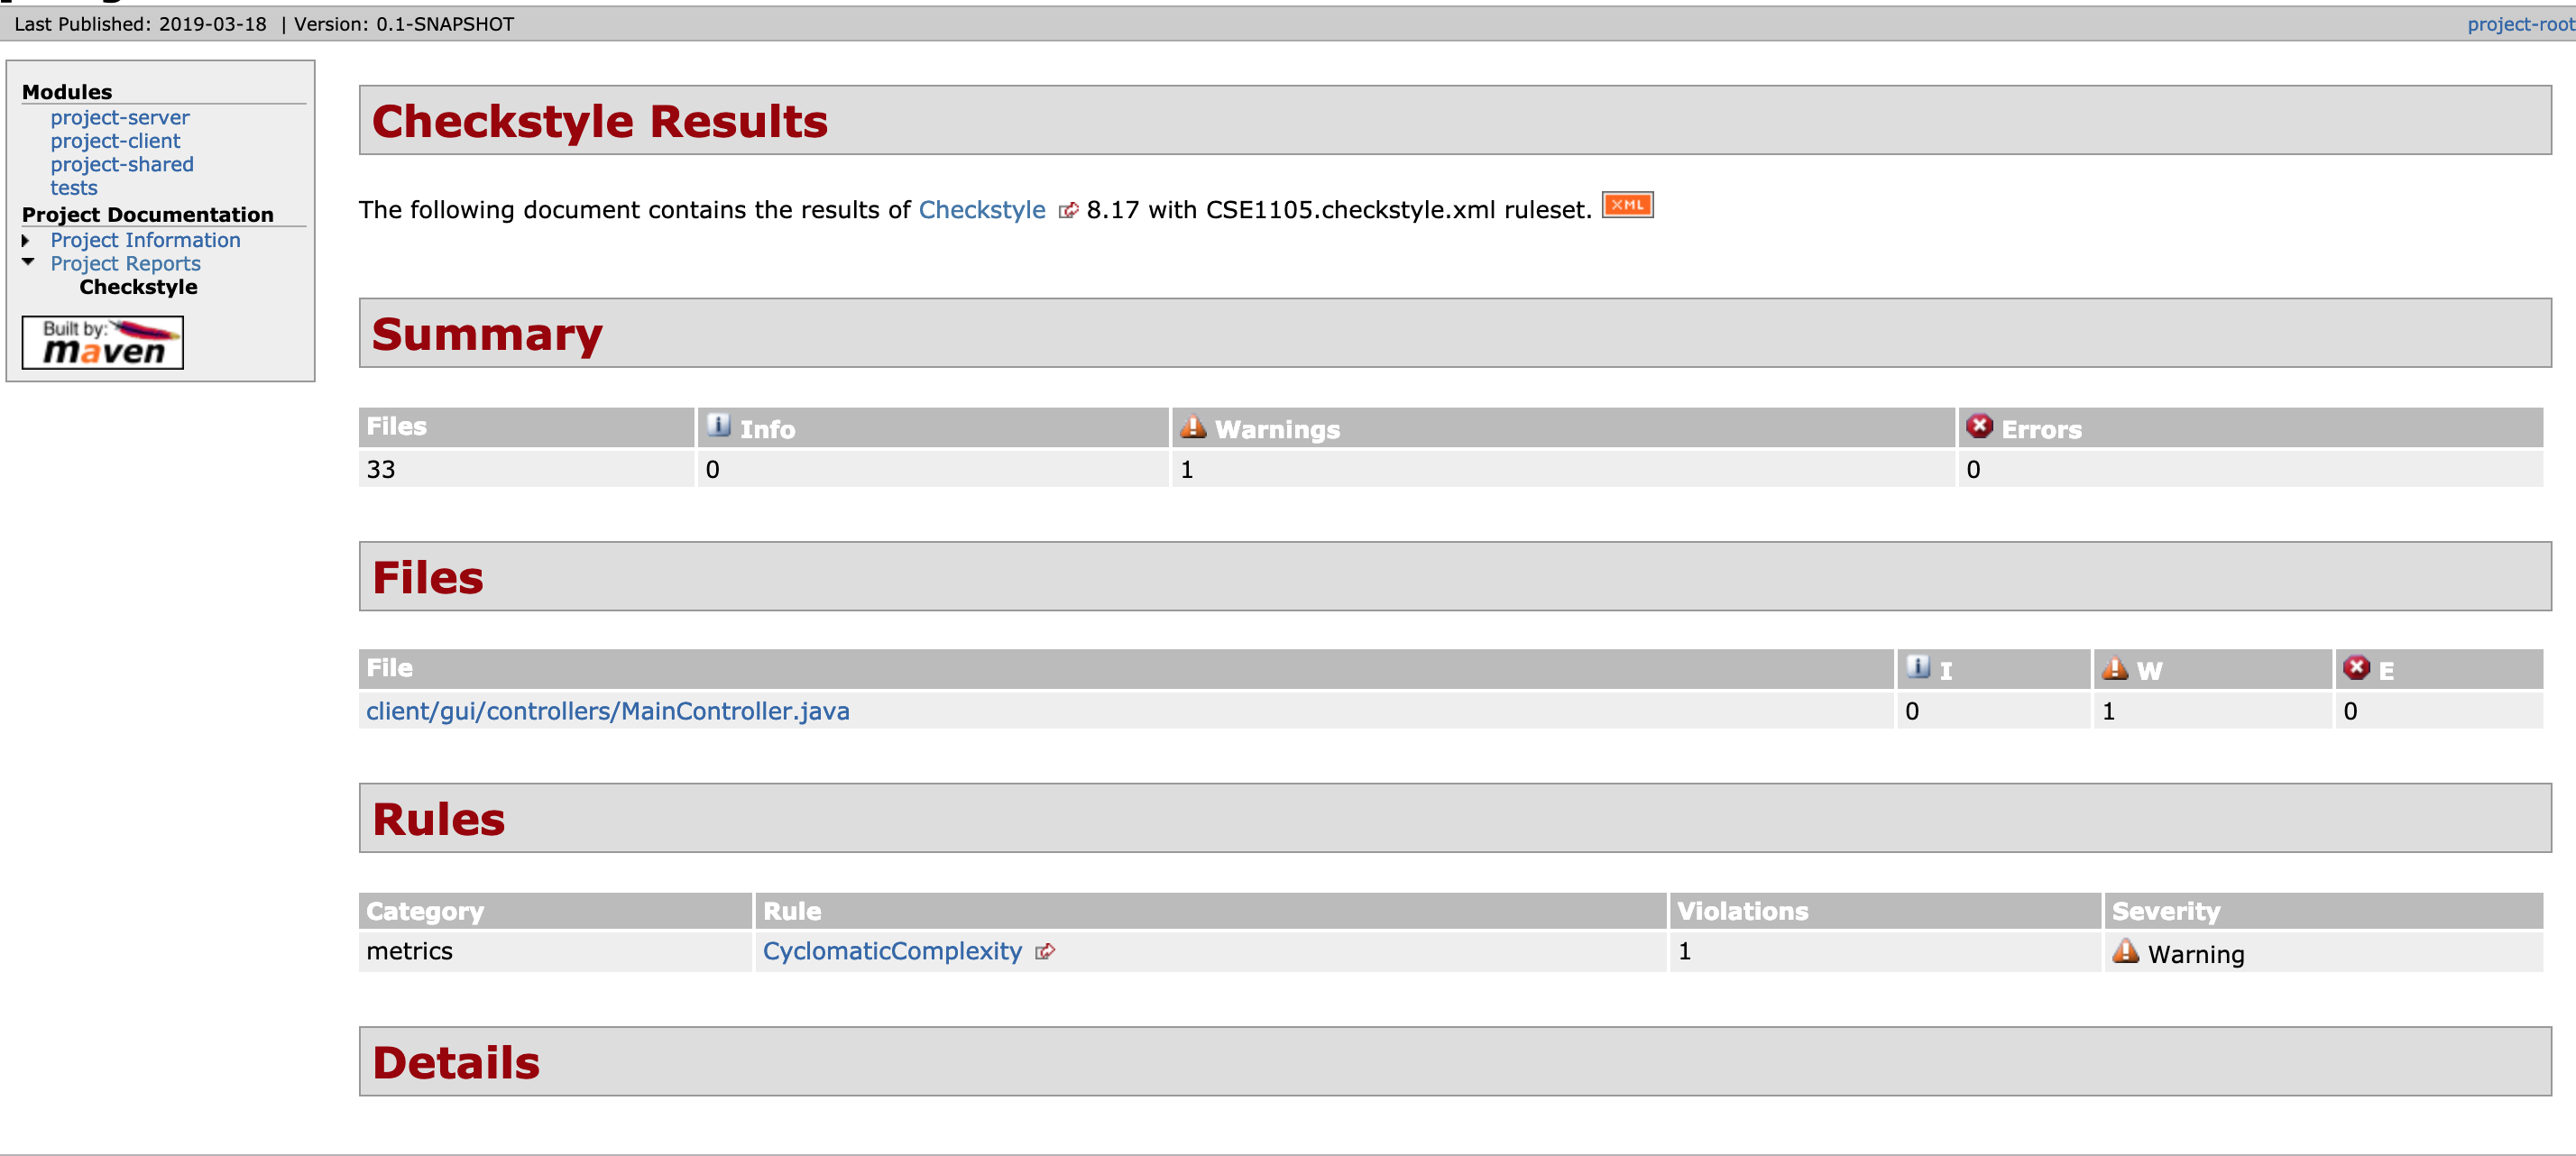 Last Published: 2019-03-18 | Version: 0.1-SNAPSHOT
project-root
Modules
project-server
project-client
project-shared
tests
Project Documentation
Project Information
Project Reports
Checkstyle
Built by:
maven
Checkstyle Results
The following document contains the results of Checkstyle 8.17 with CSE1105.checkstyle.xml ruleset. XML
Summary
Files Info Warnings Errors
33 0 1 0
Files
File I W E
client/gui/controllers/MainController.java 0 1 0
Rules
Category Rule Violations Severity
metrics CyclomaticComplexity 1 Warning
Details